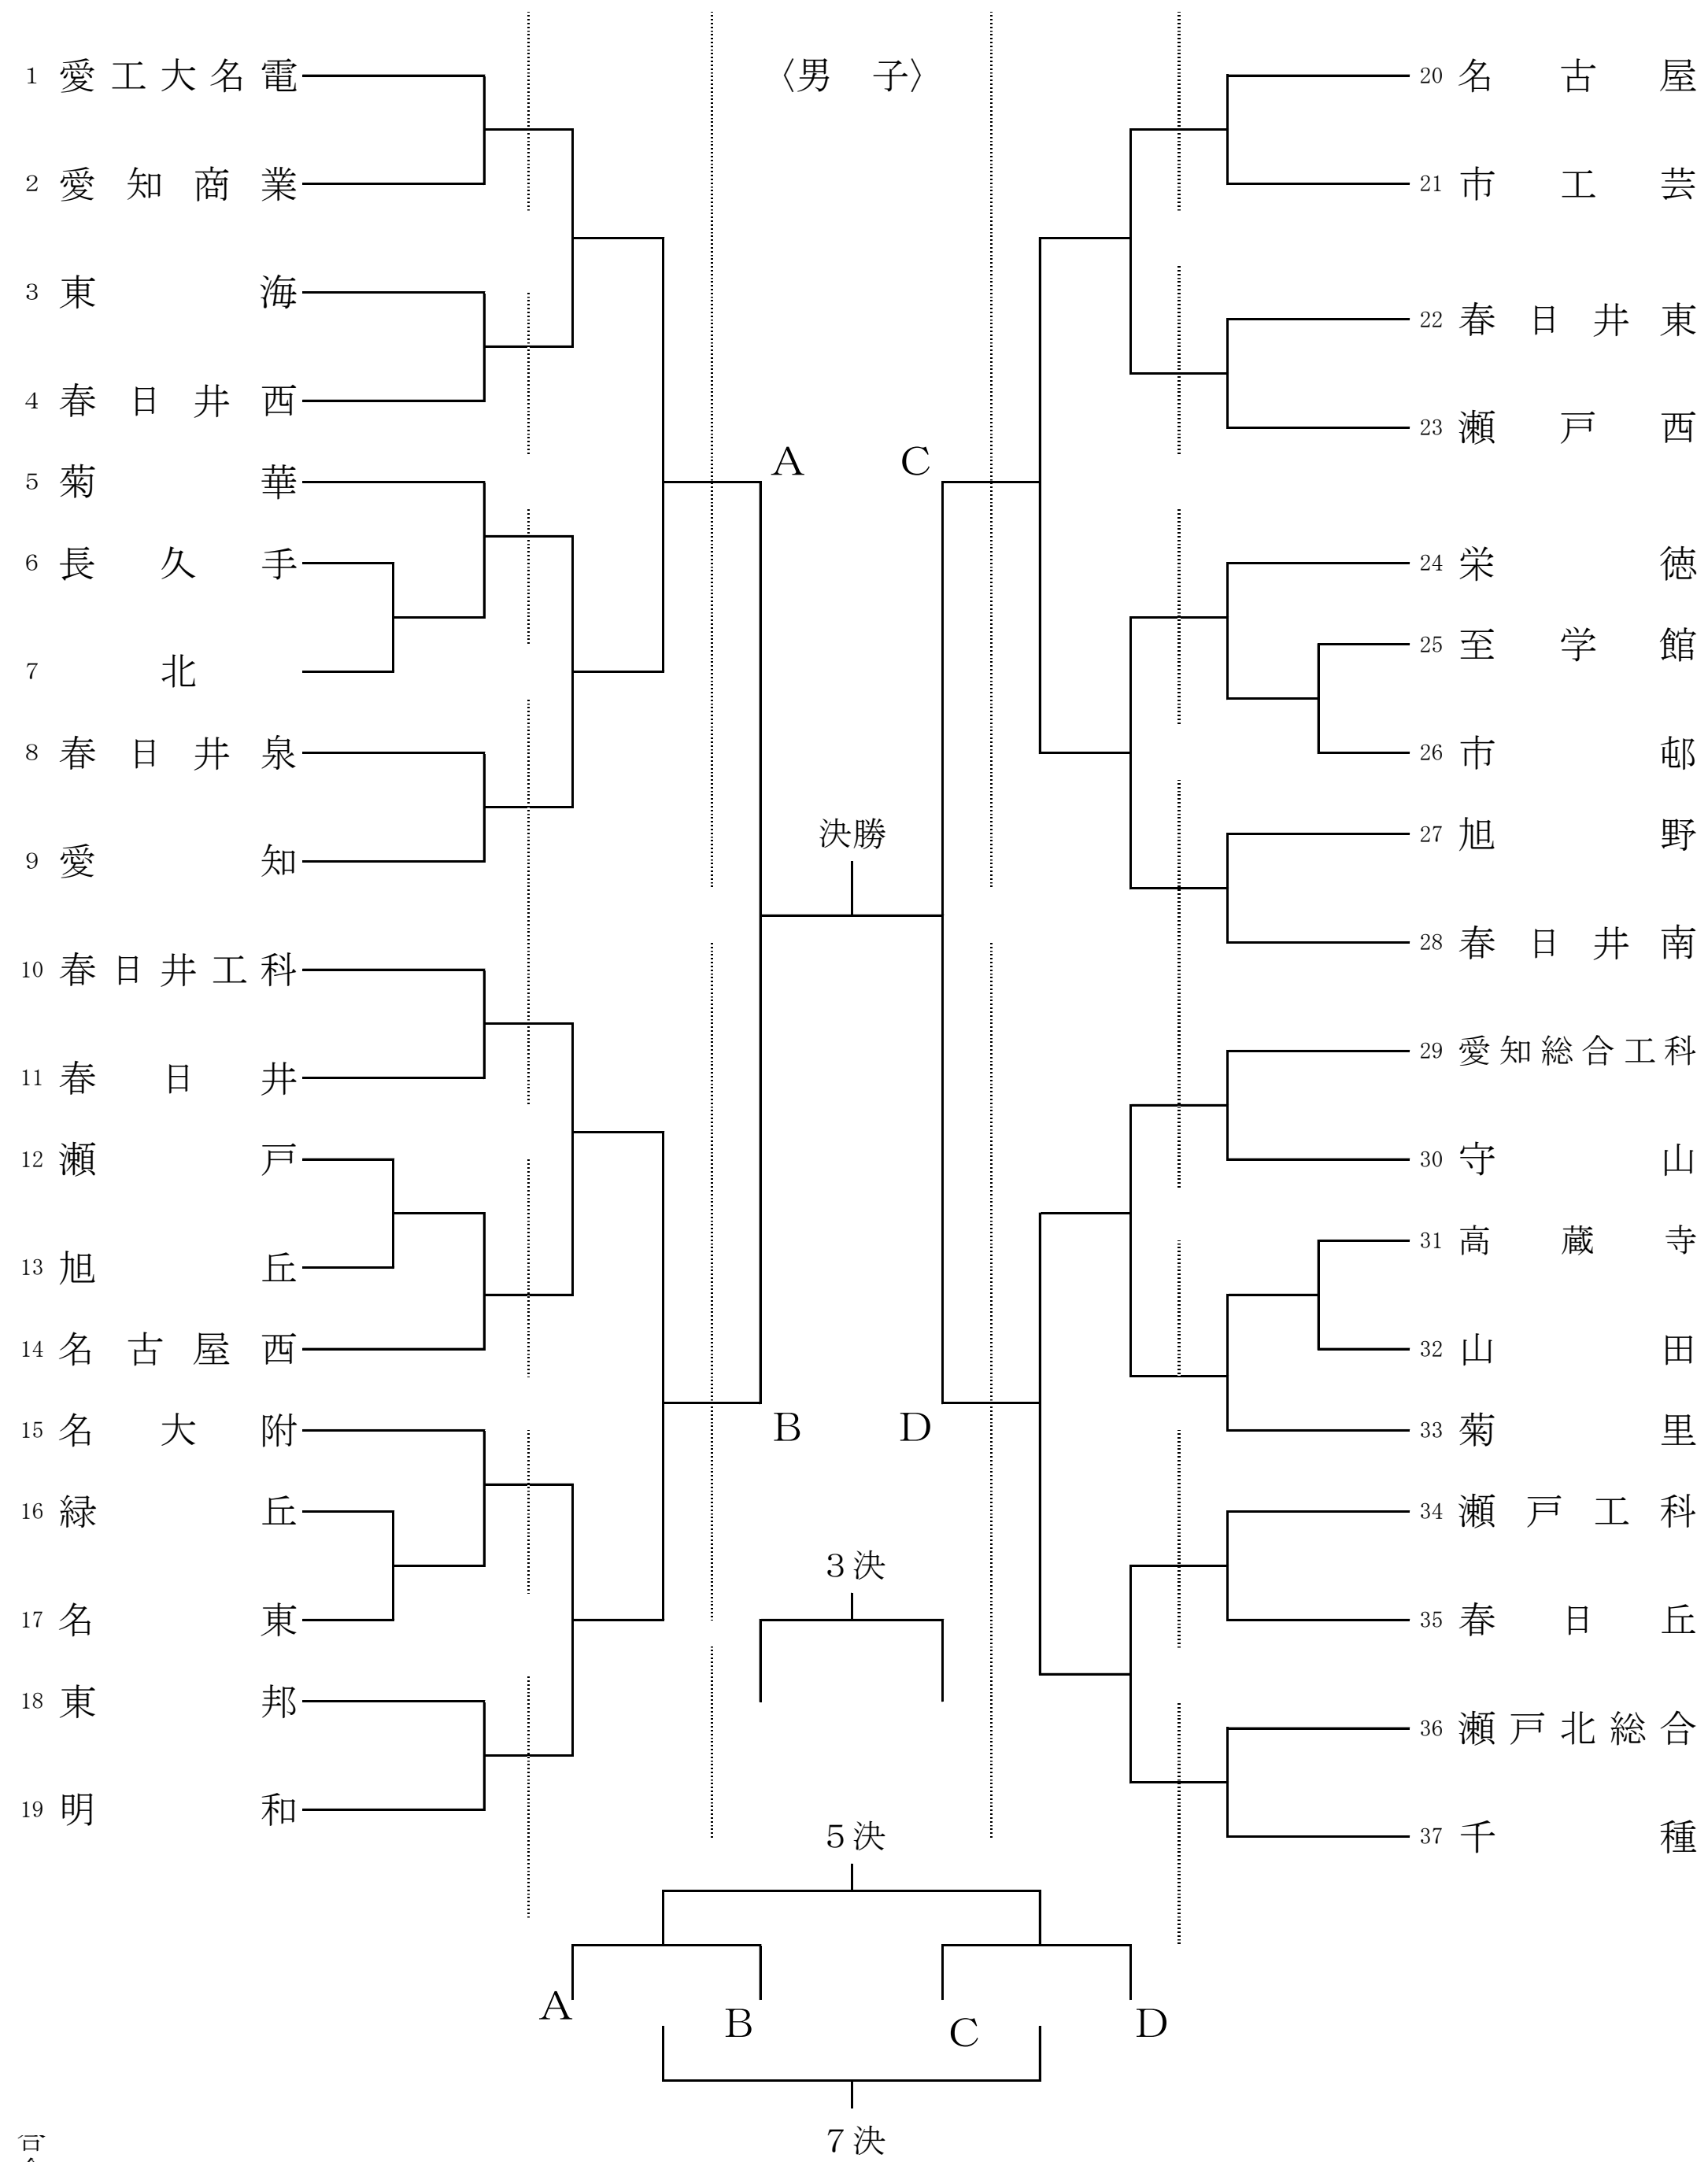 〈男　子〉
1 愛工大名電
2 愛知商業
3 東海
4 春日井西
5 菊華
6 長久手
7 北
8 春日井泉
9 愛知
10 春日井工科
11 春日井
12 瀬戸
13 旭丘
14 名古屋西
15 名大附
16 緑丘
17 名東
18 東邦
19 明和
A
C
決勝
B
D
3決
5決
A
B
C
D
7決
20 名古屋
21 市工芸
22 春日井東
23 瀬戸西
24 栄徳
25 至学館
26 市邨
27 旭野
28 春日井南
29 愛知総合工科
30 守山
31 高蔵寺
32 山田
33 菊里
34 瀬戸工科
35 春日丘
36 瀬戸北総合
37 千種